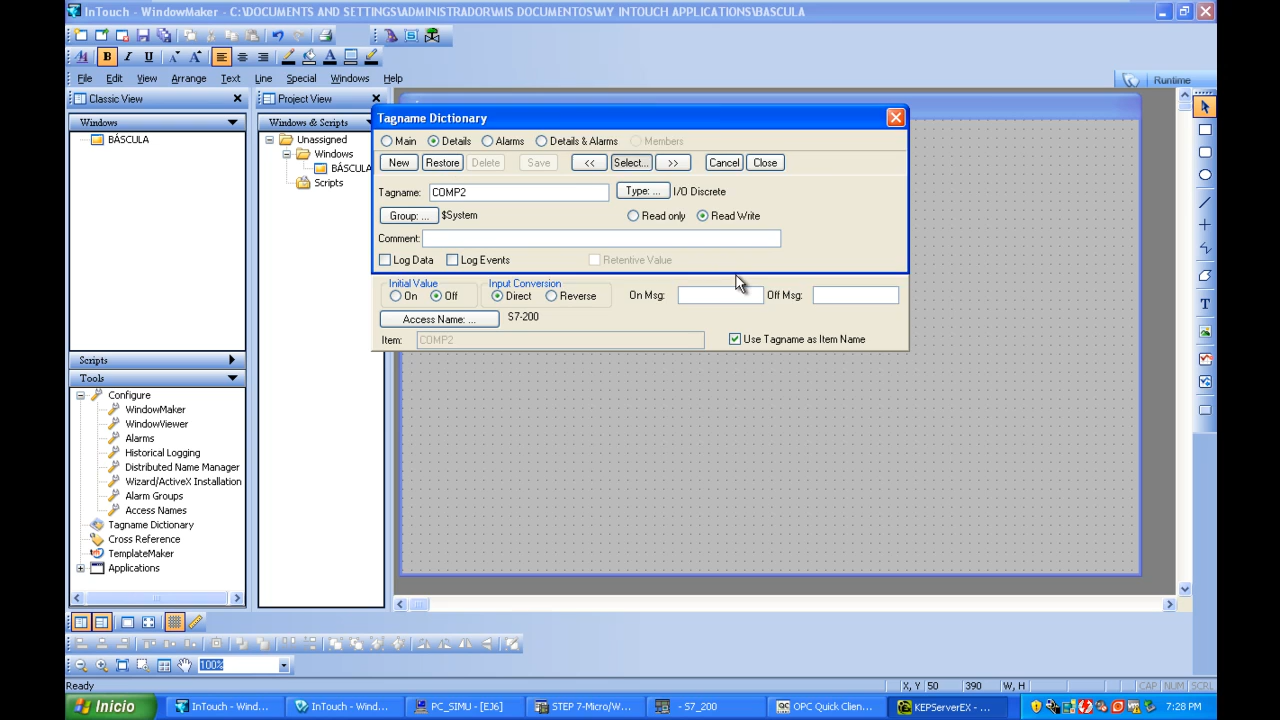 InTouch - WindowMaker - C:\DOCUMENTS AND SETTINGS\ADMINISTRADOR\MIS DOCUMENTOS\MY INTOUCH APPLICATIONS\BASCULA
File Edit View Arrange Text Line Special Windows Help
Runtime
Classic View
Project View
Windows
Windows & Scripts
BÁSCULA
Unassigned
Windows
BÁSCULA
Scripts
Tagname Dictionary
Main Details Alarms Details & Alarms Members
New Restore Delete Save << Select... >> Cancel Close
Tagname: COMP2 Type: ... I/O Discrete
Group: ... $System Read only Read Write
Comment:
Log Data Log Events Retentive Value
Initial Value Input Conversion
On Off Direct Reverse On Msg: Off Msg:
Access Name: ... S7-200
Item: COMP2 Use Tagname as Item Name
Scripts
Tools
Configure
WindowMaker
WindowViewer
Alarms
Historical Logging
Distributed Name Manager
Wizard/ActiveX Installation
Alarm Groups
Access Names
Tagname Dictionary
Cross Reference
TemplateMaker
Applications
100%
Ready X, Y 50 390 W, H CAP NUM SCRL
Inicio InTouch - Wind... InTouch - Wind... PC_SIMU - [EJ6] STEP 7-Micro/W... - S7_200 OPC Quick Clien... KEPServerEX - ... 7:28 PM